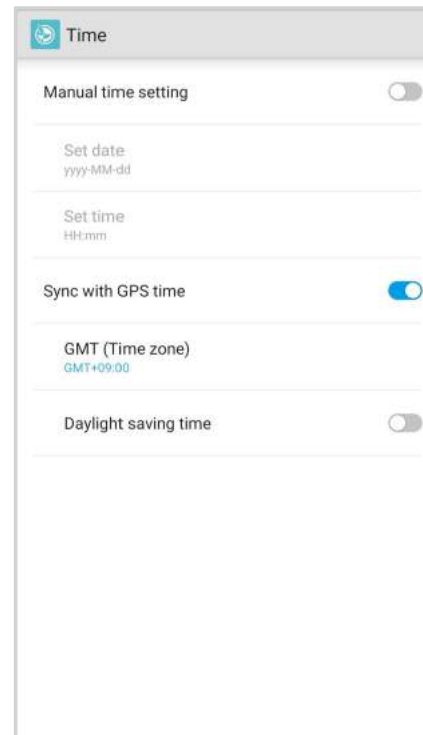 Time
Manual time setting
Set date
yyyy-MM-dd
Set time
HH:mm
Sync with GPS time
GMT (Time zone)
GMT+09:00
Daylight saving time